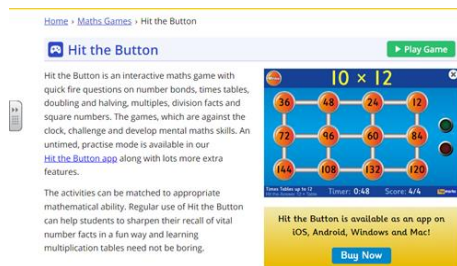 Home › Maths Games › Hit the Button
Hit the Button
Play Game
Hit the Button is an interactive maths game with
quick fire questions on number bonds, times tables,
doubling and halving, multiples, division facts and
square numbers. The games, which are against the
clock, challenge and develop mental maths skills. An
untimed, practise mode is available in our
Hit the Button app along with lots more extra
features.
The activities can be matched to appropriate
mathematical ability. Regular use of Hit the Button
can help students to sharpen their recall of vital
number facts in a fun way and learning
multiplication tables need not be boring.
10 × 12
36 48 24 12
72 96 60 84
144 108 132 120
Times Tables up to 12
Timer: 0:48 Score: 4/4
Hit the Button is available as an app on
iOS, Android, Windows and Mac!
Buy Now